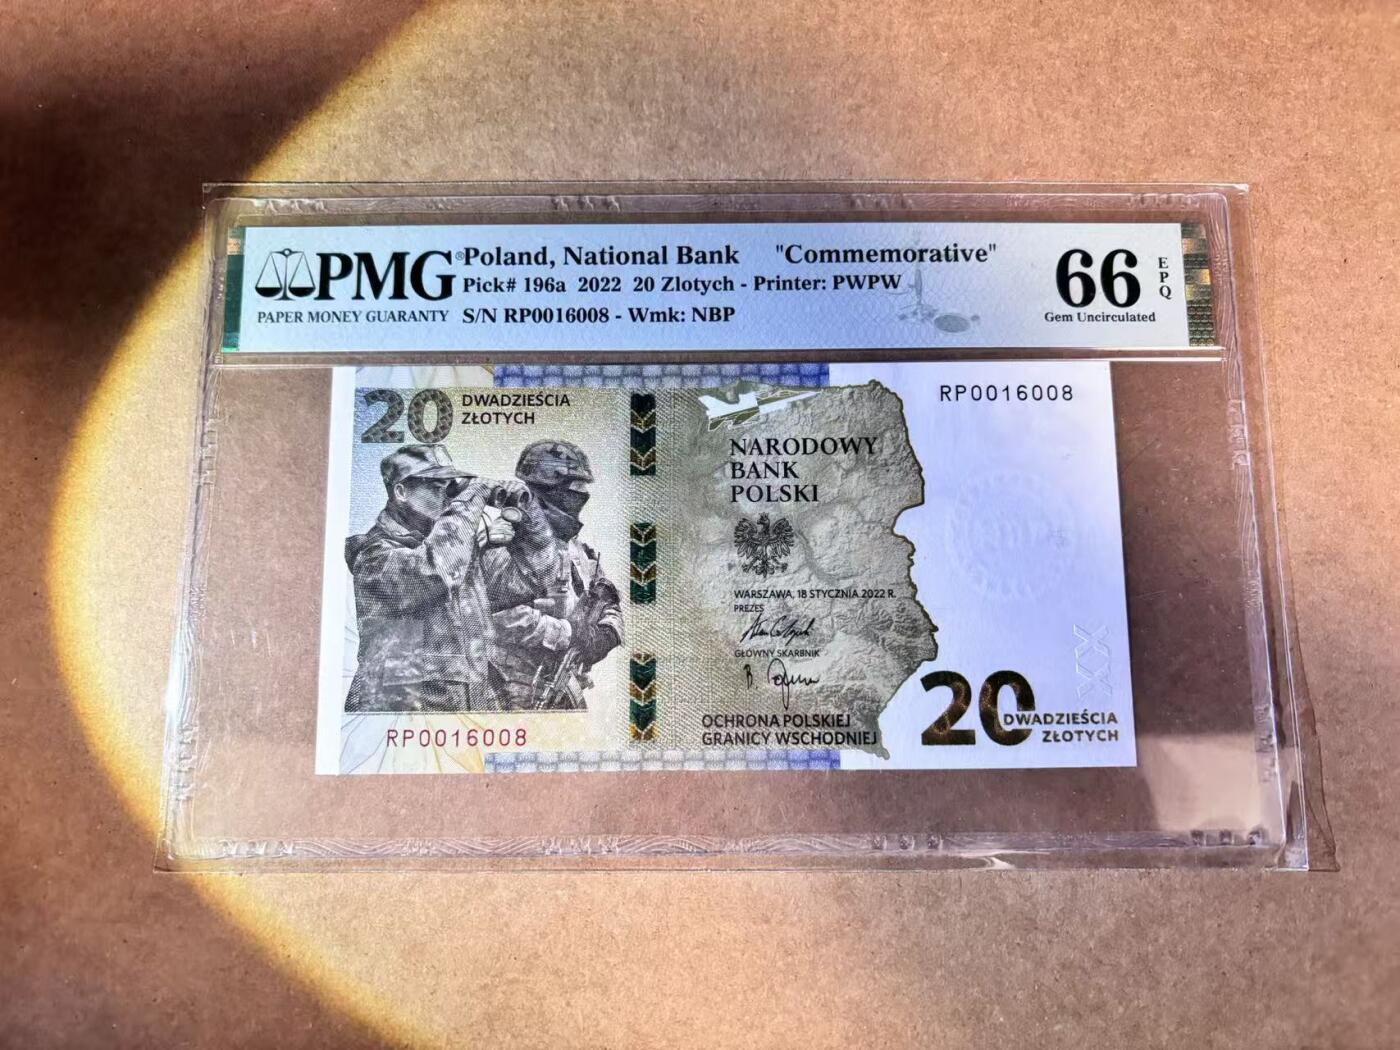 PMG®
PAPER MONEY GUARANTY
Poland, National Bank "Commemorative"
Pick# 196a 2022 20 Zlotych - Printer: PWPW
S/N RP0016008 - Wmk: NBP
66
EPQ
Gem Uncirculated
20 DWADZIEŚCIA
ZŁOTYCH
RP0016008
NARODOWY
BANK
POLSKI
WARSZAWA, 18 STYCZNIA 2022 R.
PREZES
GŁÓWNY SKARBNIK
XX
OCHRONA POLSKIEJ
GRANICY WSCHODNIEJ
RP0016008
20
DWADZIEŚCIA
ZŁOTYCH